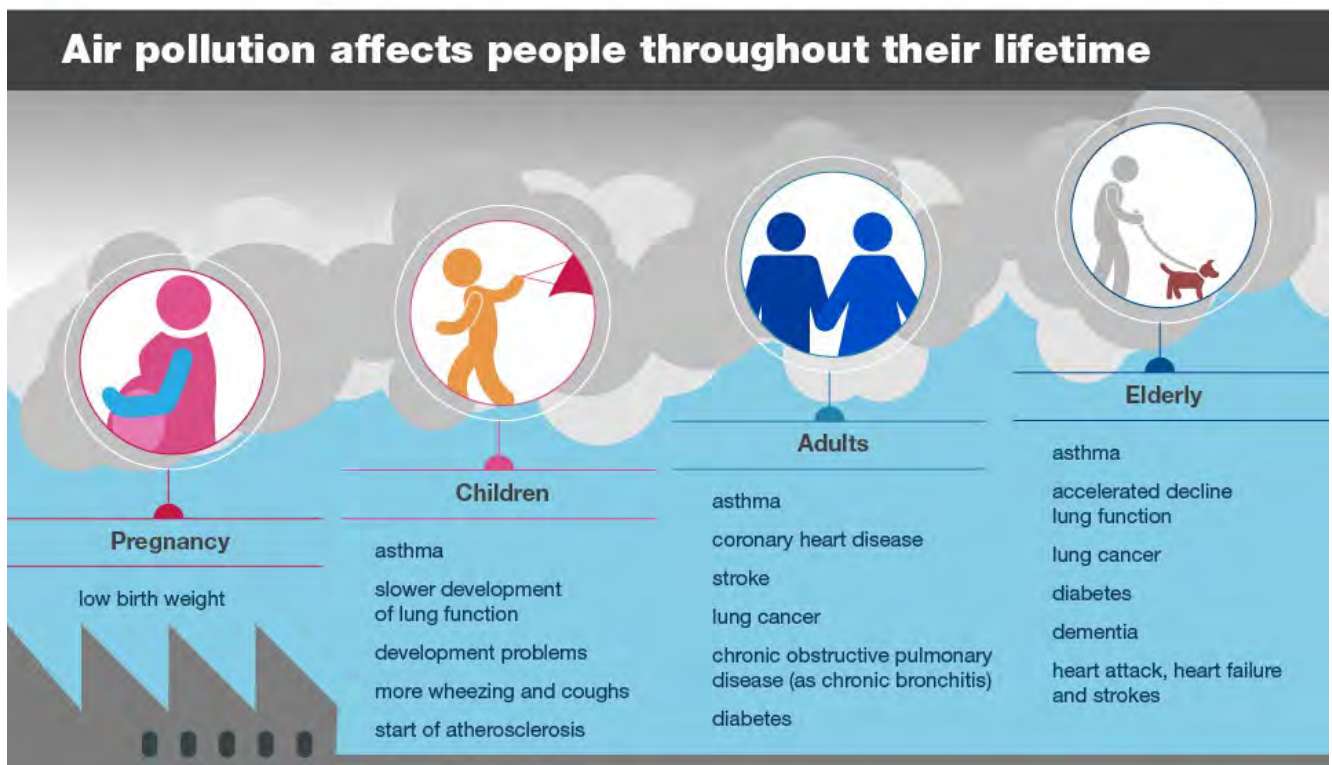 Air pollution affects people throughout their lifetime
Pregnancy
low birth weight
Children
asthma
slower development
of lung function
development problems
more wheezing and coughs
start of atherosclerosis
Adults
asthma
coronary heart disease
stroke
lung cancer
chronic obstructive pulmonary
disease (as chronic bronchitis)
diabetes
Elderly
asthma
accelerated decline
lung function
lung cancer
diabetes
dementia
heart attack, heart failure
and strokes